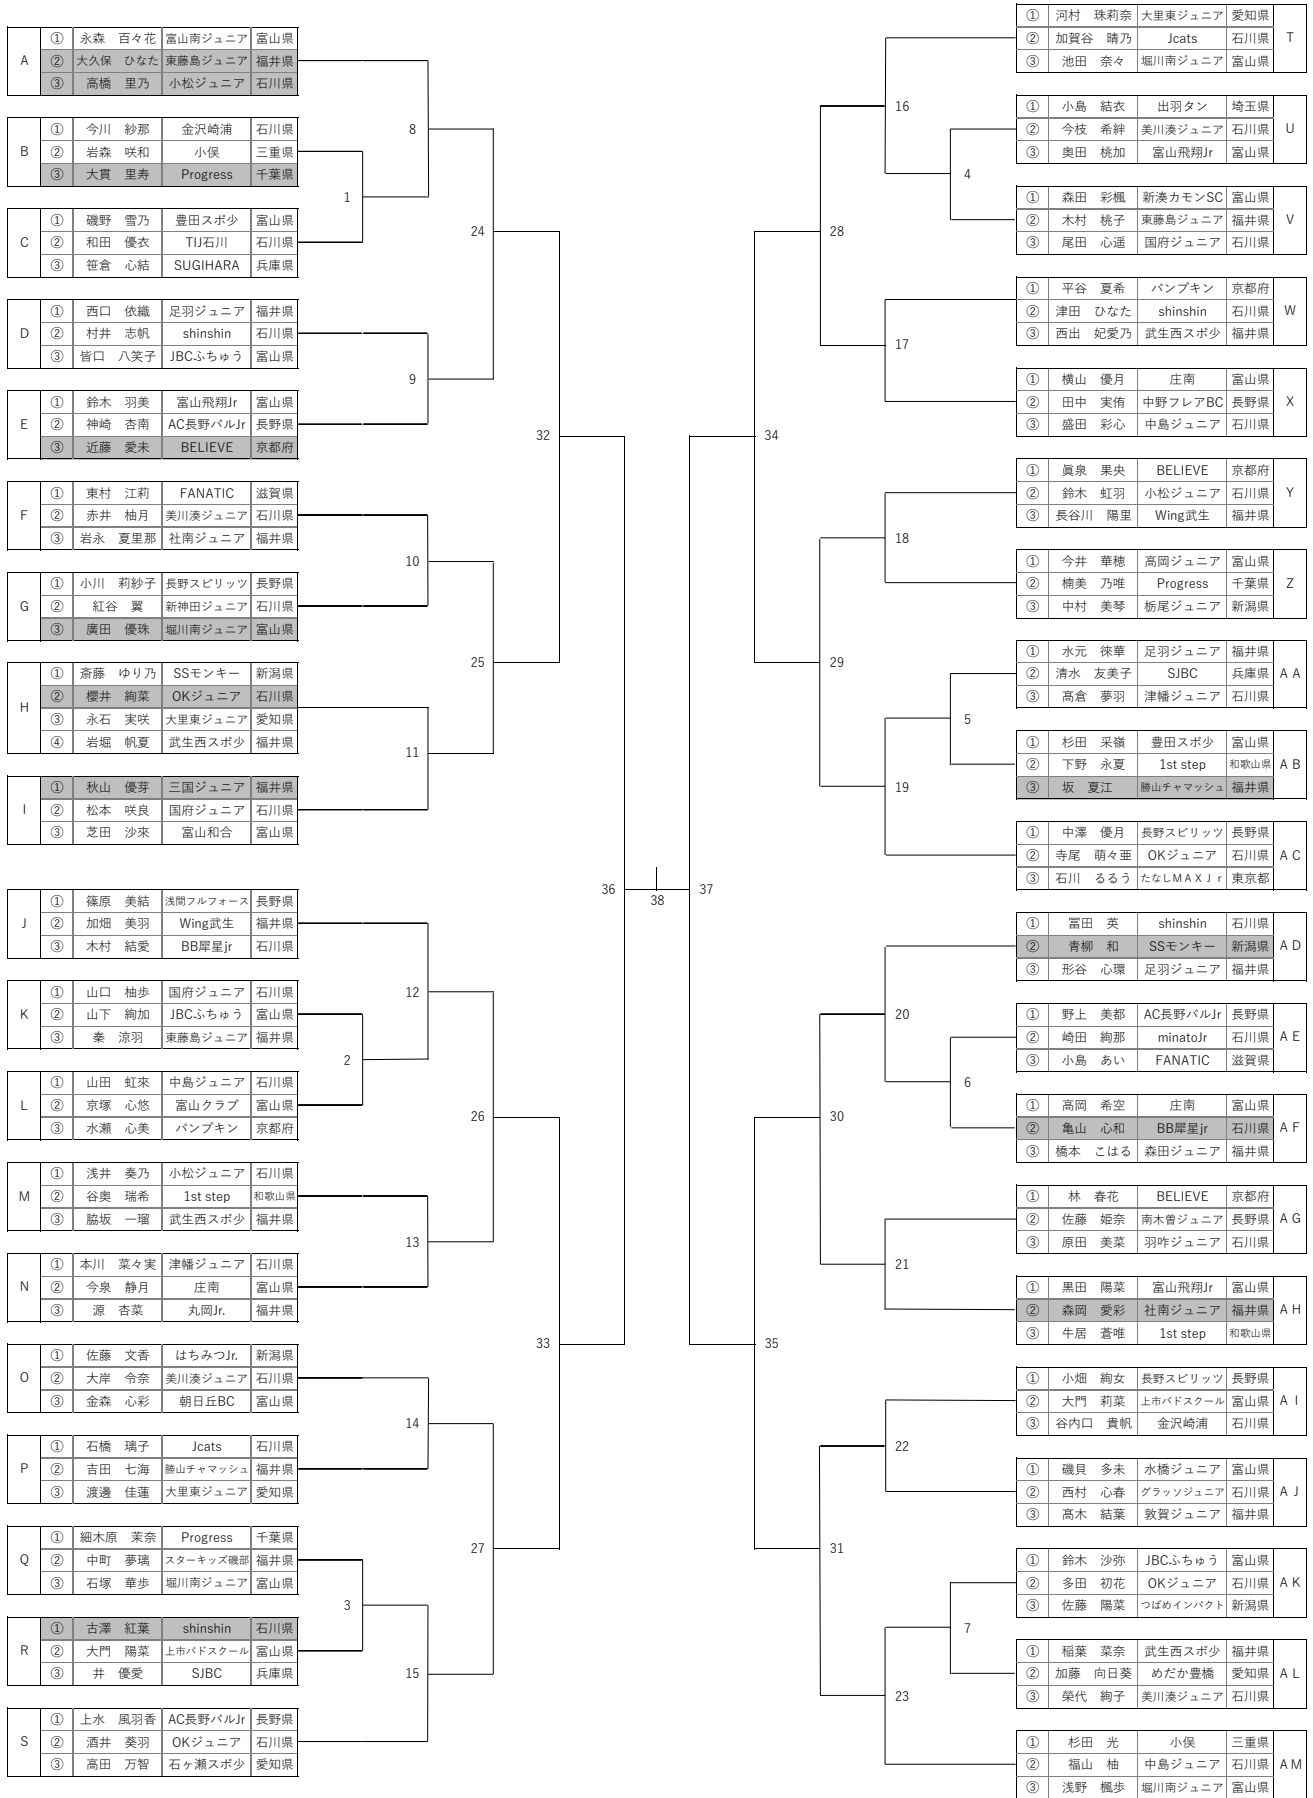 A
① 永森 百々花 富山南ジュニア 富山県
② 大久保 ひなた 東藤島ジュニア 福井県
③ 高橋 里乃 小松ジュニア 石川県
B
① 今川 紗那 金沢崎浦 石川県
② 岩森 咲和 小俣 三重県
③ 大貫 里寿 Progress 千葉県
C
① 磯野 雪乃 豊田スポ少 富山県
② 和田 優衣 TIJ石川 石川県
③ 笹倉 心結 SUGIHARA 兵庫県
D
① 西口 依織 足羽ジュニア 福井県
② 村井 志帆 shinshin 石川県
③ 皆口 八笑子 JBCふちゅう 富山県
E
① 鈴木 羽美 富山飛翔Jr 富山県
② 神崎 杏南 AC長野パルJr 長野県
③ 近藤 愛未 BELIEVE 京都府
F
① 東村 江莉 FANATIC 滋賀県
② 赤井 柚月 美川湊ジュニア 石川県
③ 岩永 夏里那 社南ジュニア 福井県
G
① 小川 莉紗子 長野スピリッツ 長野県
② 紅谷 翼 新神田ジュニア 石川県
③ 廣田 優珠 堀川南ジュニア 富山県
H
① 斎藤 ゆり乃 SSモンキー 新潟県
② 櫻井 絢菜 OKジュニア 石川県
③ 永石 実咲 大里東ジュニア 愛知県
④ 岩堀 帆夏 武生西スポ少 福井県
I
① 秋山 優芽 三国ジュニア 福井県
② 松本 咲良 国府ジュニア 石川県
③ 芝田 沙來 富山和合 富山県
J
① 篠原 美結 浅間フルフォース 長野県
② 加畑 美羽 Wing武生 福井県
③ 木村 結愛 BB犀星jr 石川県
K
① 山口 柚歩 国府ジュニア 石川県
② 山下 絢加 JBCふちゅう 富山県
③ 秦 涼羽 東藤島ジュニア 福井県
L
① 山田 虹來 中島ジュニア 石川県
② 京塚 心悠 富山クラブ 富山県
③ 水瀬 心美 パンプキン 京都府
M
① 浅井 奏乃 小松ジュニア 石川県
② 谷奥 瑞希 1st step 和歌山県
③ 脇坂 一瑠 武生西スポ少 福井県
N
① 本川 菜々実 津幡ジュニア 石川県
② 今泉 静月 庄南 富山県
③ 源 杏菜 丸岡Jr. 福井県
O
① 佐藤 文香 はちみつJr. 新潟県
② 大岸 令奈 美川湊ジュニア 石川県
③ 金森 心彩 朝日丘BC 富山県
P
① 石橋 璃子 Jcats 石川県
② 吉田 七海 勝山チャマッシュ 福井県
③ 渡邊 佳蓮 大里東ジュニア 愛知県
Q
① 細木原 茉奈 Progress 千葉県
② 中町 夢璃 スターキッズ磯部 福井県
③ 石塚 華歩 堀川南ジュニア 富山県
R
① 古澤 紅葉 shinshin 石川県
② 大門 陽菜 上市バドスクール 富山県
③ 井 優愛 SJBC 兵庫県
S
① 上水 風羽香 AC長野パルJr 長野県
② 酒井 葵羽 OKジュニア 石川県
③ 高田 万智 石ヶ瀬スポ少 愛知県
1
2
3
8
9
10
11
12
13
14
15
24
25
26
27
32
33
36
38
37
34
35
28
29
30
31
16
17
18
19
20
21
22
23
4
5
6
7
① 河村 珠莉奈 大里東ジュニア 愛知県
② 加賀谷 晴乃 Jcats 石川県
③ 池田 奈々 堀川南ジュニア 富山県
T
① 小島 結衣 出羽タン 埼玉県
② 今枝 希絆 美川湊ジュニア 石川県
③ 奥田 桃加 富山飛翔Jr 富山県
U
① 森田 彩楓 新湊カモンSC 富山県
② 木村 桃子 東藤島ジュニア 福井県
③ 尾田 心遥 国府ジュニア 石川県
V
① 平谷 夏希 パンプキン 京都府
② 津田 ひなた shinshin 石川県
③ 西出 妃愛乃 武生西スポ少 福井県
W
① 横山 優月 庄南 富山県
② 田中 実侑 中野フレアBC 長野県
③ 盛田 彩心 中島ジュニア 石川県
X
① 眞泉 果央 BELIEVE 京都府
② 鈴木 虹羽 小松ジュニア 石川県
③ 長谷川 陽里 Wing武生 福井県
Y
① 今井 華穂 高岡ジュニア 富山県
② 楠美 乃唯 Progress 千葉県
③ 中村 美琴 栃尾ジュニア 新潟県
Z
① 水元 徠華 足羽ジュニア 福井県
② 清水 友美子 SJBC 兵庫県
③ 髙倉 夢羽 津幡ジュニア 石川県
AA
① 杉田 采嶺 豊田スポ少 富山県
② 下野 永夏 1st step 和歌山県
③ 坂 夏江 勝山チャマッシュ 福井県
AB
① 中澤 優月 長野スピリッツ 長野県
② 寺尾 萌々亜 OKジュニア 石川県
③ 石川 るるう たなしＭＡＸＪｒ 東京都
AC
① 冨田 英 shinshin 石川県
② 青柳 和 SSモンキー 新潟県
③ 形谷 心環 足羽ジュニア 福井県
AD
① 野上 美都 AC長野パルJr 長野県
② 崎田 絢那 minatoJr 石川県
③ 小島 あい FANATIC 滋賀県
AE
① 高岡 希空 庄南 富山県
② 亀山 心和 BB犀星jr 石川県
③ 橋本 こはる 森田ジュニア 福井県
AF
① 林 春花 BELIEVE 京都府
② 佐藤 姫奈 南木曽ジュニア 長野県
③ 原田 美菜 羽咋ジュニア 石川県
AG
① 黒田 陽菜 富山飛翔Jr 富山県
② 森岡 愛彩 社南ジュニア 福井県
③ 牛居 蒼唯 1st step 和歌山県
AH
① 小畑 絢女 長野スピリッツ 長野県
② 大門 莉菜 上市バドスクール 富山県
③ 谷内口 貴帆 金沢崎浦 石川県
AI
① 磯貝 多未 水橋ジュニア 富山県
② 西村 心春 グラッソジュニア 石川県
③ 髙木 結葉 敦賀ジュニア 福井県
AJ
① 鈴木 沙弥 JBCふちゅう 富山県
② 多田 初花 OKジュニア 石川県
③ 佐藤 陽菜 つばめインパクト 新潟県
AK
① 稲葉 菜奈 武生西スポ少 福井県
② 加藤 向日葵 めだか豊橋 愛知県
③ 榮代 絢子 美川湊ジュニア 石川県
AL
① 杉田 光 小俣 三重県
② 福山 柚 中島ジュニア 石川県
③ 浅野 楓歩 堀川南ジュニア 富山県
AM